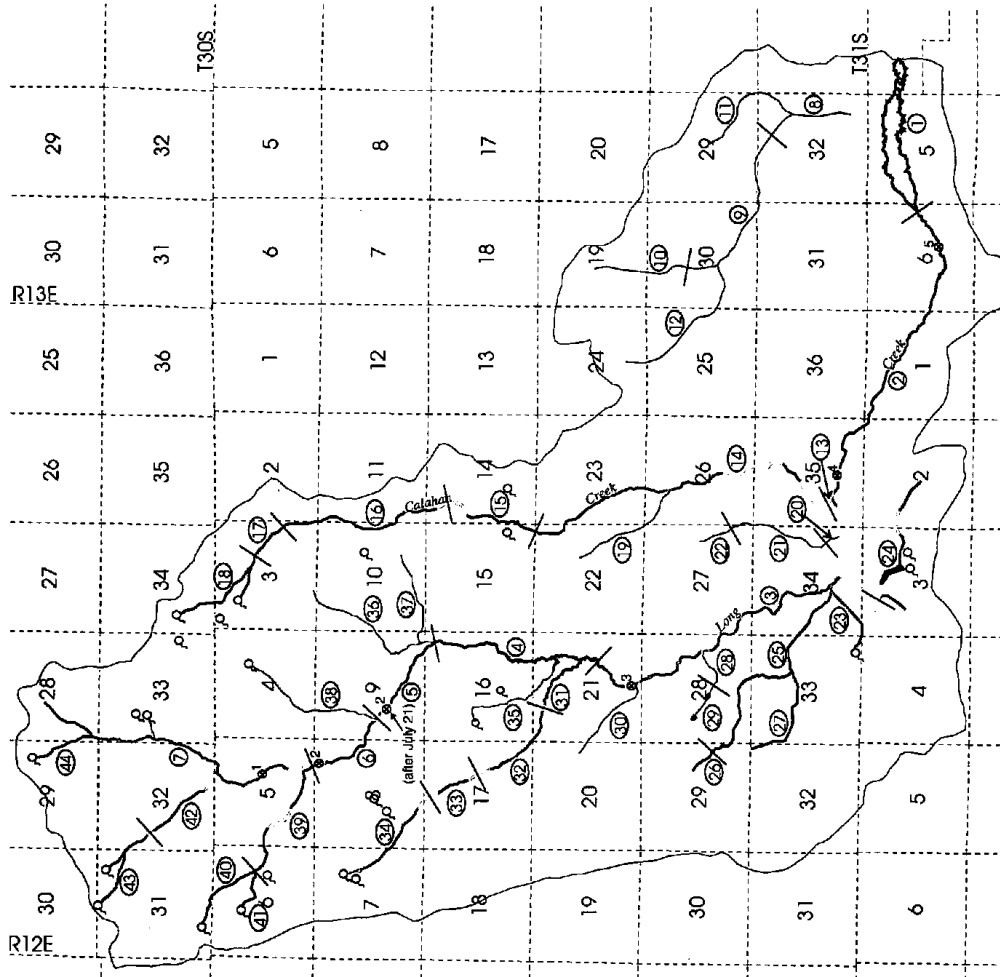 T30S
T31S
11
8
1
29 32 5 8 17 20 29 32 5
9
5
10
30 31 6 7 18 19 30 31 6
R13E
12
2
Creek
25 36 1 12 13 24 25 36 1
13
14
4
26 35 2 11 14 23 26 35 2
Calahan
Creek
15
16
20
17
19
22
21
24
18
27 34 3 10 15 22 27 34 3
36
37
3
Long
23
4
25
28
38
5
2
3
31
29
35
27
28 33 4 9 16 21 28 33 4
(after July 21)
30
44
7
6
2
1
26
32
33
34
29 32 5 17 20 29 32 5
42
39
40
43
41
30 31 7 18 19 30 31 6
R12E